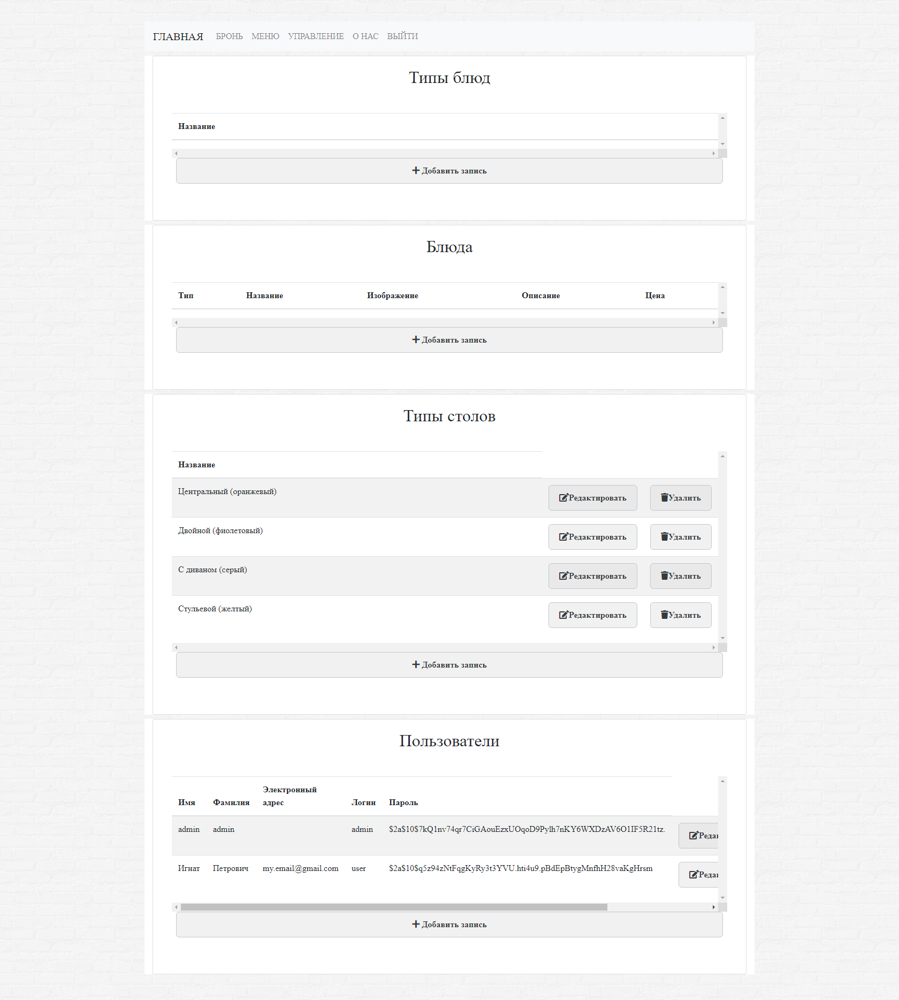 ГЛАВНАЯ БРОНЬ МЕНЮ УПРАВЛЕНИЕ О НАС ВЫЙТИ
Типы блюд
Название
Добавить запись
Блюда
Тип Название Изображение Описание Цена
Добавить запись
Типы столов
Название
Центральный (оранжевый) Редактировать Удалить
Двойной (фиолетовый) Редактировать Удалить
С диваном (серый) Редактировать Удалить
Стульевой (желтый) Редактировать Удалить
Добавить запись
Пользователи
Имя Фамилия Электронный адрес Логин Пароль
admin admin admin $2a$10$7kQ1nv74qr7CiGAouEzxUOqoD9Pylh7nKY6WXDzAV6O1IF5R21tz. Редак
Игнат Петрович my.email@gmail.com user $2a$10$q5z94zNtFqgKyRy3t3YVU.hti4u9.pBdEpBtygMnfhH28vaKgHrsm Редак
Добавить запись